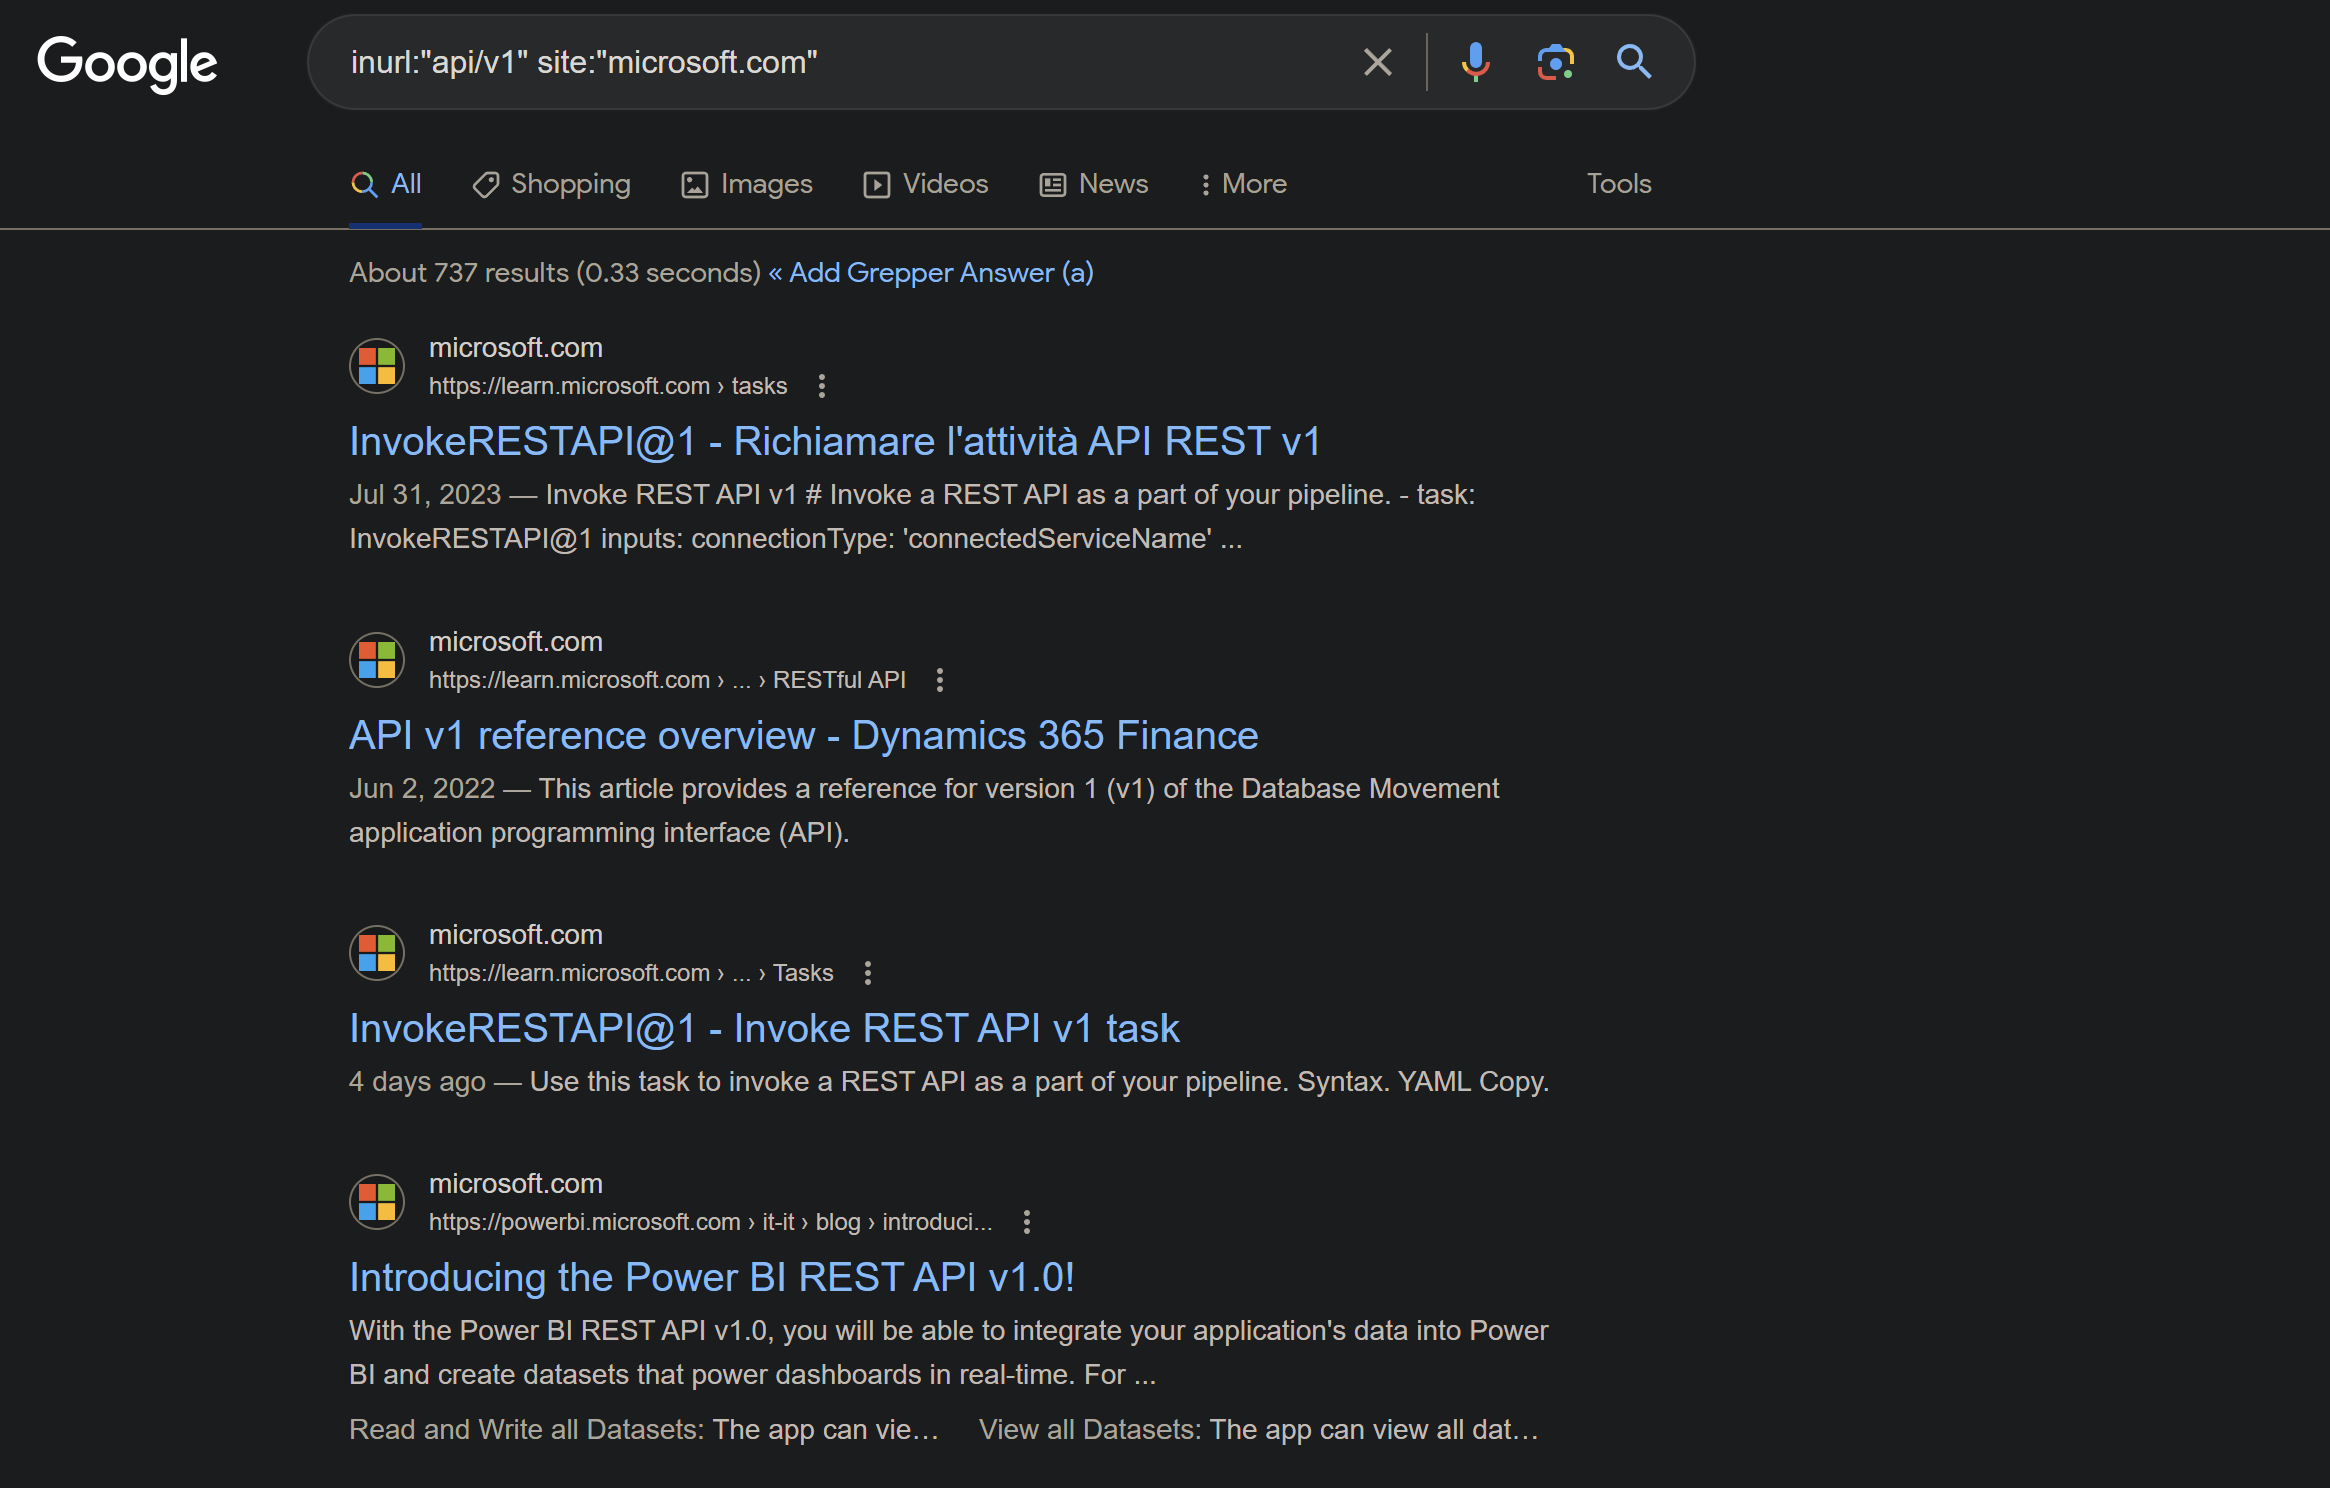 Google
inurl:"api/v1" site:"microsoft.com"
All Shopping Images Videos News More Tools
About 737 results (0.33 seconds) « Add Grepper Answer (a)
microsoft.com
https://learn.microsoft.com › tasks
InvokeRESTAPI@1 - Richiamare l'attività API REST v1
Jul 31, 2023 — Invoke REST API v1 # Invoke a REST API as a part of your pipeline. - task:
InvokeRESTAPI@1 inputs: connectionType: 'connectedServiceName' ...
microsoft.com
https://learn.microsoft.com › ... › RESTful API
API v1 reference overview - Dynamics 365 Finance
Jun 2, 2022 — This article provides a reference for version 1 (v1) of the Database Movement
application programming interface (API).
microsoft.com
https://learn.microsoft.com › ... › Tasks
InvokeRESTAPI@1 - Invoke REST API v1 task
4 days ago — Use this task to invoke a REST API as a part of your pipeline. Syntax. YAML Copy.
microsoft.com
https://powerbi.microsoft.com › it-it › blog › introduci...
Introducing the Power BI REST API v1.0!
With the Power BI REST API v1.0, you will be able to integrate your application's data into Power
BI and create datasets that power dashboards in real-time. For ...
Read and Write all Datasets: The app can vie… View all Datasets: The app can view all dat…